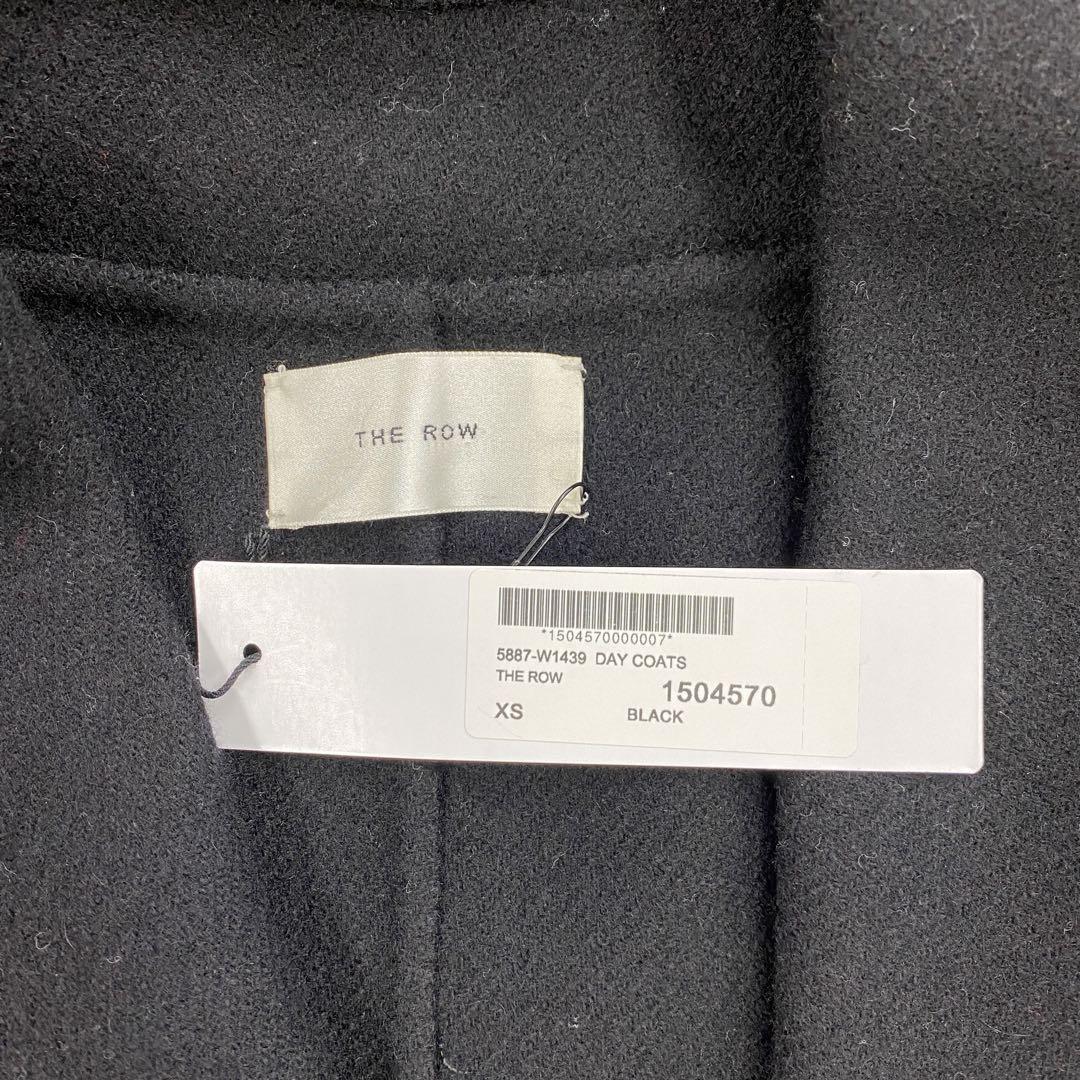 THE ROW
*1504570000007*
5887-W1439 DAY COATS
THE ROW
1504570
XS BLACK